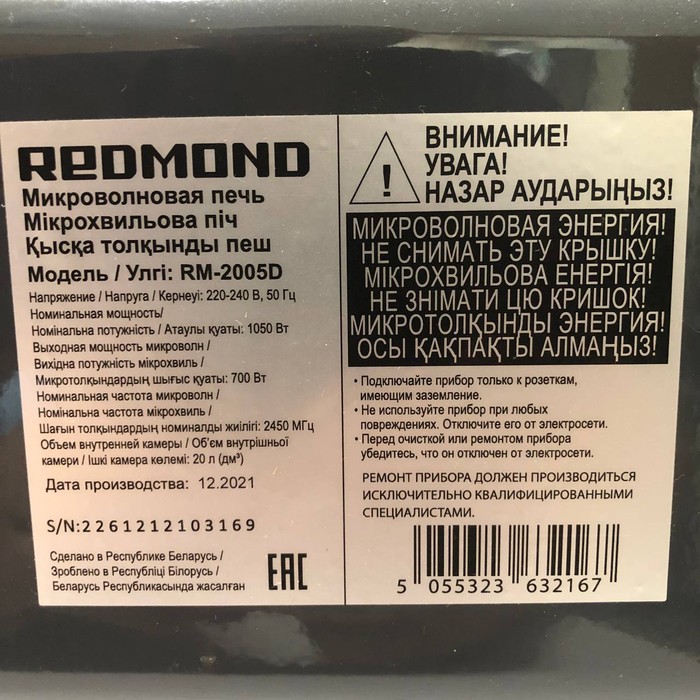 REDMOND
Микроволновая печь
Мікрохвильова піч
Қысқа толқынды пеш
Модель / Улгі: RM-2005D
Напряжение / Напруга / Кернеуі: 220-240 В, 50 Гц
Номинальная мощность/
Номінальна потужність / Атаулы қуаты: 1050 Вт
Выходная мощность микроволн /
Вихідна потужність мікрохвиль /
Микротолқындардың шығыс қуаты: 700 Вт
Номинальная частота микроволн /
Номінальна частота мікрохвиль /
Шағын толқындардың номиналды жиілігі: 2450 МГц
Объем внутренней камеры / Об'єм внутрішньої
камери / Ішкі камера көлемі: 20 л (дм³)
Дата производства: 12.2021
S/N:2261212103169
Сделано в Республике Беларусь /
Зроблено в Республіці Білорусь /
Беларусь Республикасында жасалған
EAC
!
ВНИМАНИЕ!
УВАГА!
НАЗАР АУДАРЫҢЫЗ!
МИКРОВОЛНОВАЯ ЭНЕРГИЯ!
НЕ СНИМАТЬ ЭТУ КРЫШКУ!
МІКРОХВИЛЬОВА ЕНЕРГІЯ!
НЕ ЗНІМАТИ ЦЮ КРИШОК!
МИКРОТОЛҚЫНДЫ ЭНЕРГИЯ!
ОСЫ ҚАҚПАҚТЫ АЛМАҢЫЗ!
• Подключайте прибор только к розеткам,
имеющим заземление.
• Не используйте прибор при любых
повреждениях. Отключите его от электросети.
• Перед очисткой или ремонтом прибора
убедитесь, что он отключен от электросети.
РЕМОНТ ПРИБОРА ДОЛЖЕН ПРОИЗВОДИТЬСЯ
ИСКЛЮЧИТЕЛЬНО КВАЛИФИЦИРОВАННЫМИ
СПЕЦИАЛИСТАМИ.
5 055323 632167